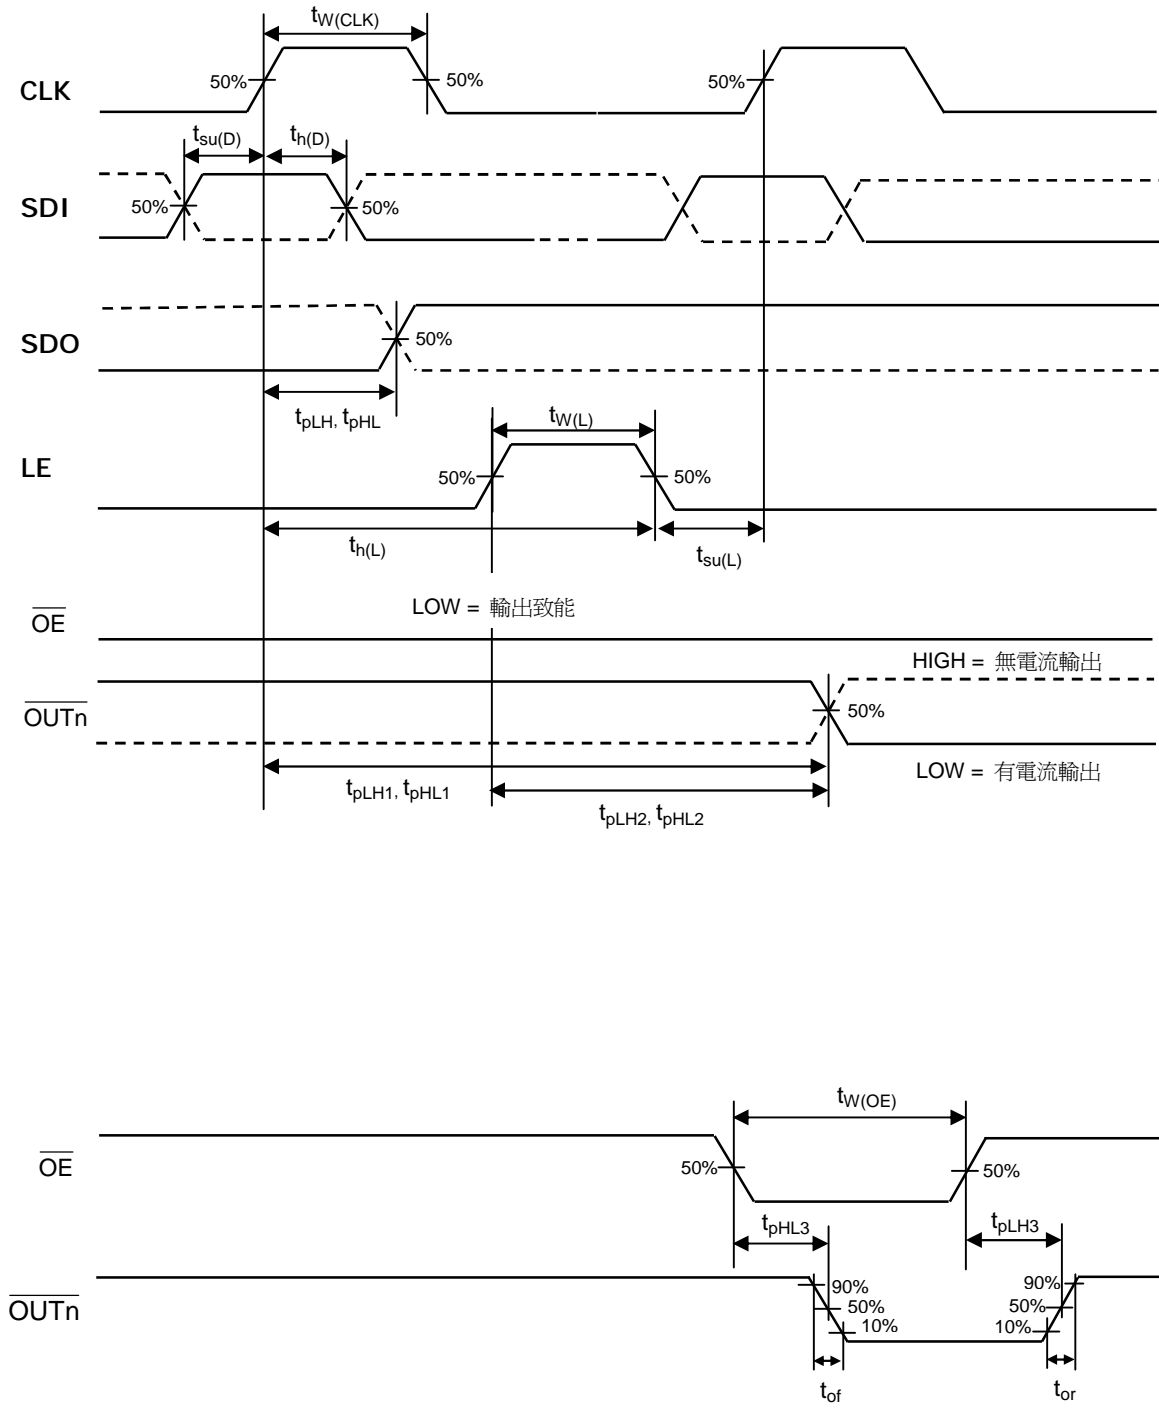 tW(CLK)
50%
50%
50%
CLK
tsu(D)
th(D)
SDI
50%
50%
SDO
50%
tpLH, tpHL
tW(L)
LE
50%
50%
th(L)
tsu(L)
LOW = 輸出致能
OE
HIGH = 無電流輸出
OUTn
50%
LOW = 有電流輸出
tpLH1, tpHL1
tpLH2, tpHL2
tW(OE)
OE
50%
50%
tpHL3
tpLH3
OUTn
90%
50%
10%
90%
50%
10%
tof
tor